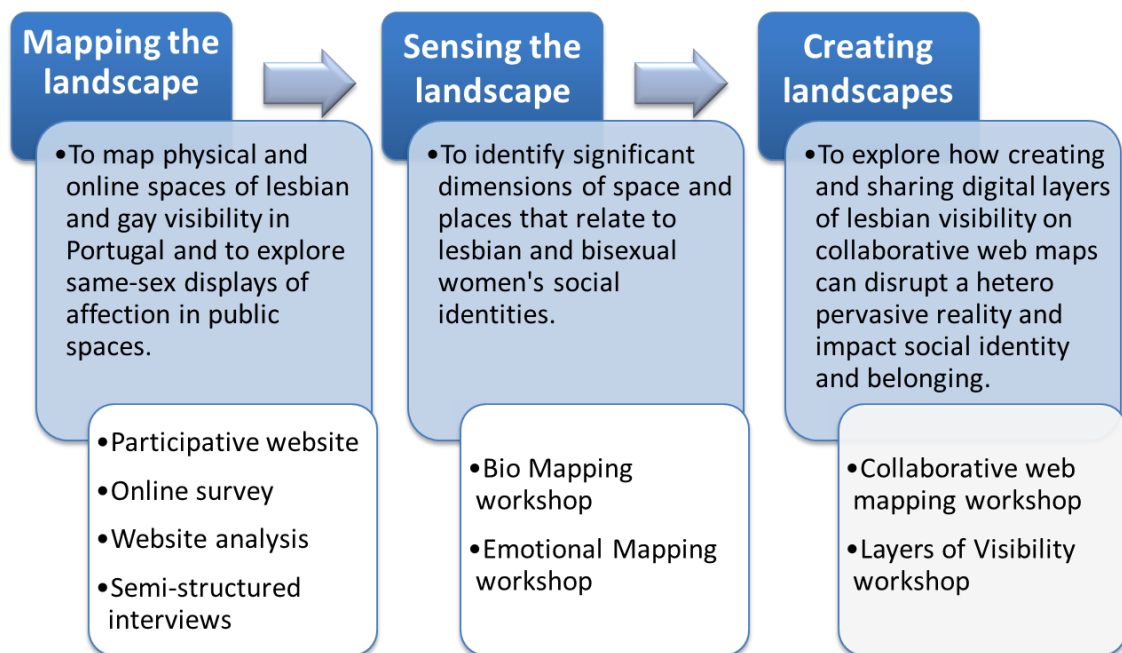 Mapping the
landscape
•To map physical and
online spaces of lesbian
and gay visibility in
Portugal and to explore
same-sex displays of
affection in public
spaces.
•Participative website
•Online survey
•Website analysis
•Semi-structured
interviews
Sensing the
landscape
•To identify significant
dimensions of space and
places that relate to
lesbian and bisexual
women's social
identities.
•Bio Mapping
workshop
•Emotional Mapping
workshop
Creating
landscapes
•To explore how creating
and sharing digital layers
of lesbian visibility on
collaborative web maps
can disrupt a hetero
pervasive reality and
impact social identity
and belonging.
•Collaborative web
mapping workshop
•Layers of Visibility
workshop